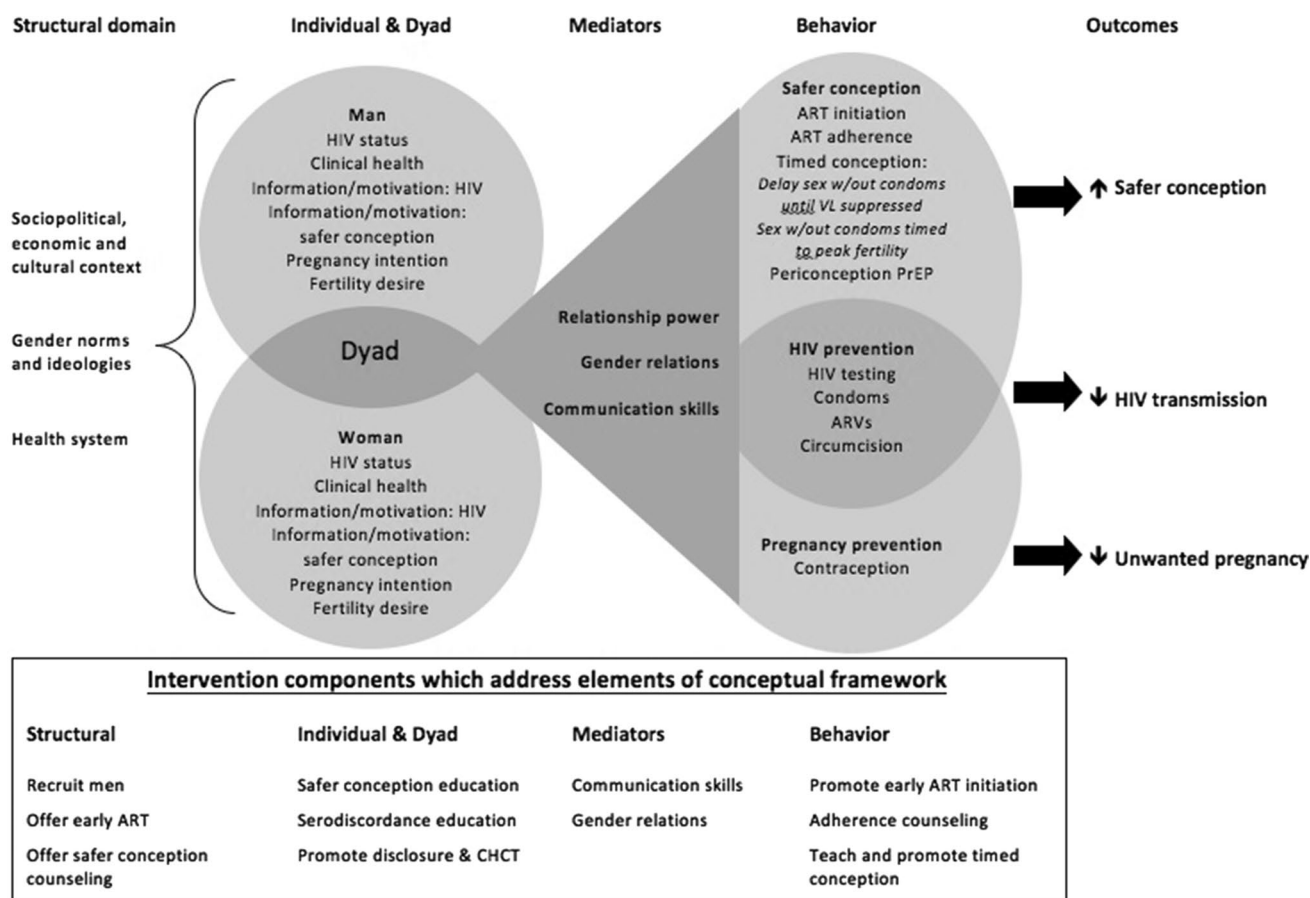 Structural domain
Individual & Dyad
Mediators
Behavior
Outcomes
Sociopolitical,
economic and
cultural context
Gender norms
and ideologies
Health system
Man
HIV status
Clinical health
Information/motivation: HIV
Information/motivation:
safer conception
Pregnancy intention
Fertility desire
Dyad
Woman
HIV status
Clinical health
Information/motivation: HIV
Information/motivation:
safer conception
Pregnancy intention
Fertility desire
Relationship power
Gender relations
Communication skills
Safer conception
ART initiation
ART adherence
Timed conception:
Delay sex w/out condoms
until VL suppressed
Sex w/out condoms timed
to peak fertility
Periconception PrEP
HIV prevention
HIV testing
Condoms
ARVs
Circumcision
Pregnancy prevention
Contraception
↑ Safer conception
↓ HIV transmission
↓ Unwanted pregnancy
Intervention components which address elements of conceptual framework
Structural
Recruit men
Offer early ART
Offer safer conception
counseling
Individual & Dyad
Safer conception education
Serodiscordance education
Promote disclosure & CHCT
Mediators
Communication skills
Gender relations
Behavior
Promote early ART initiation
Adherence counseling
Teach and promote timed
conception